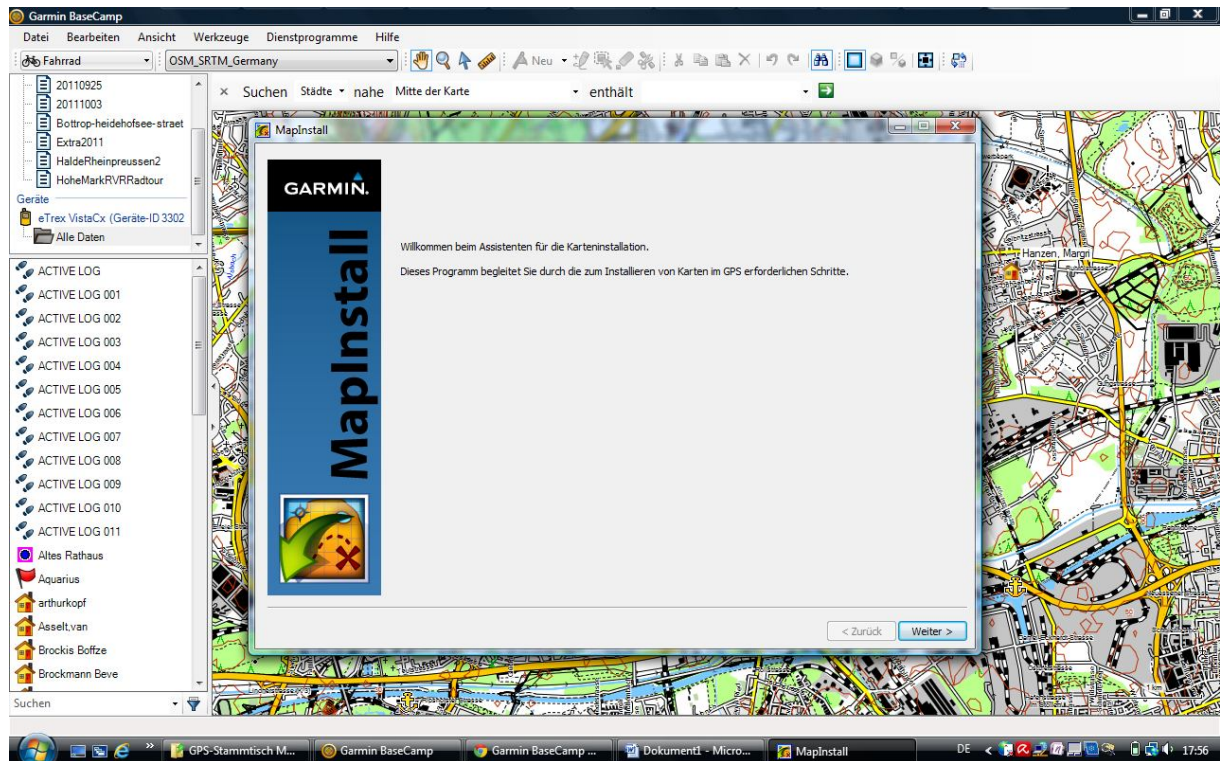 Garmin BaseCamp
Datei Bearbeiten Ansicht Werkzeuge Dienstprogramme Hilfe
Fahrrad OSM_SRTM_Germany Neu
Suchen Städte nahe Mitte der Karte enthält
20110925
20111003
Bottrop-heidehofsee-straet
Extra2011
HaldeRheinpreussen2
HoheMarkRVRRadtour
Geräte
eTrex VistaCx (Geräte-ID 3302
Alle Daten
ACTIVE LOG
ACTIVE LOG 001
ACTIVE LOG 002
ACTIVE LOG 003
ACTIVE LOG 004
ACTIVE LOG 005
ACTIVE LOG 006
ACTIVE LOG 007
ACTIVE LOG 008
ACTIVE LOG 009
ACTIVE LOG 010
ACTIVE LOG 011
Altes Rathaus
Aquarius
arthurkopf
Asselt,van
Brockis Boffze
Brockmann Beve
Suchen
MapInstall
GARMIN.
MapInstall
Willkommen beim Assistenten für die Karteninstallation.
Dieses Programm begleitet Sie durch die zum Installieren von Karten im GPS erforderlichen Schritte.
< Zurück Weiter >
Hanzen, Margri
1 km
GPS-Stammtisch M... Garmin BaseCamp Garmin BaseCamp ... Dokument1 - Micro... MapInstall DE 17:56